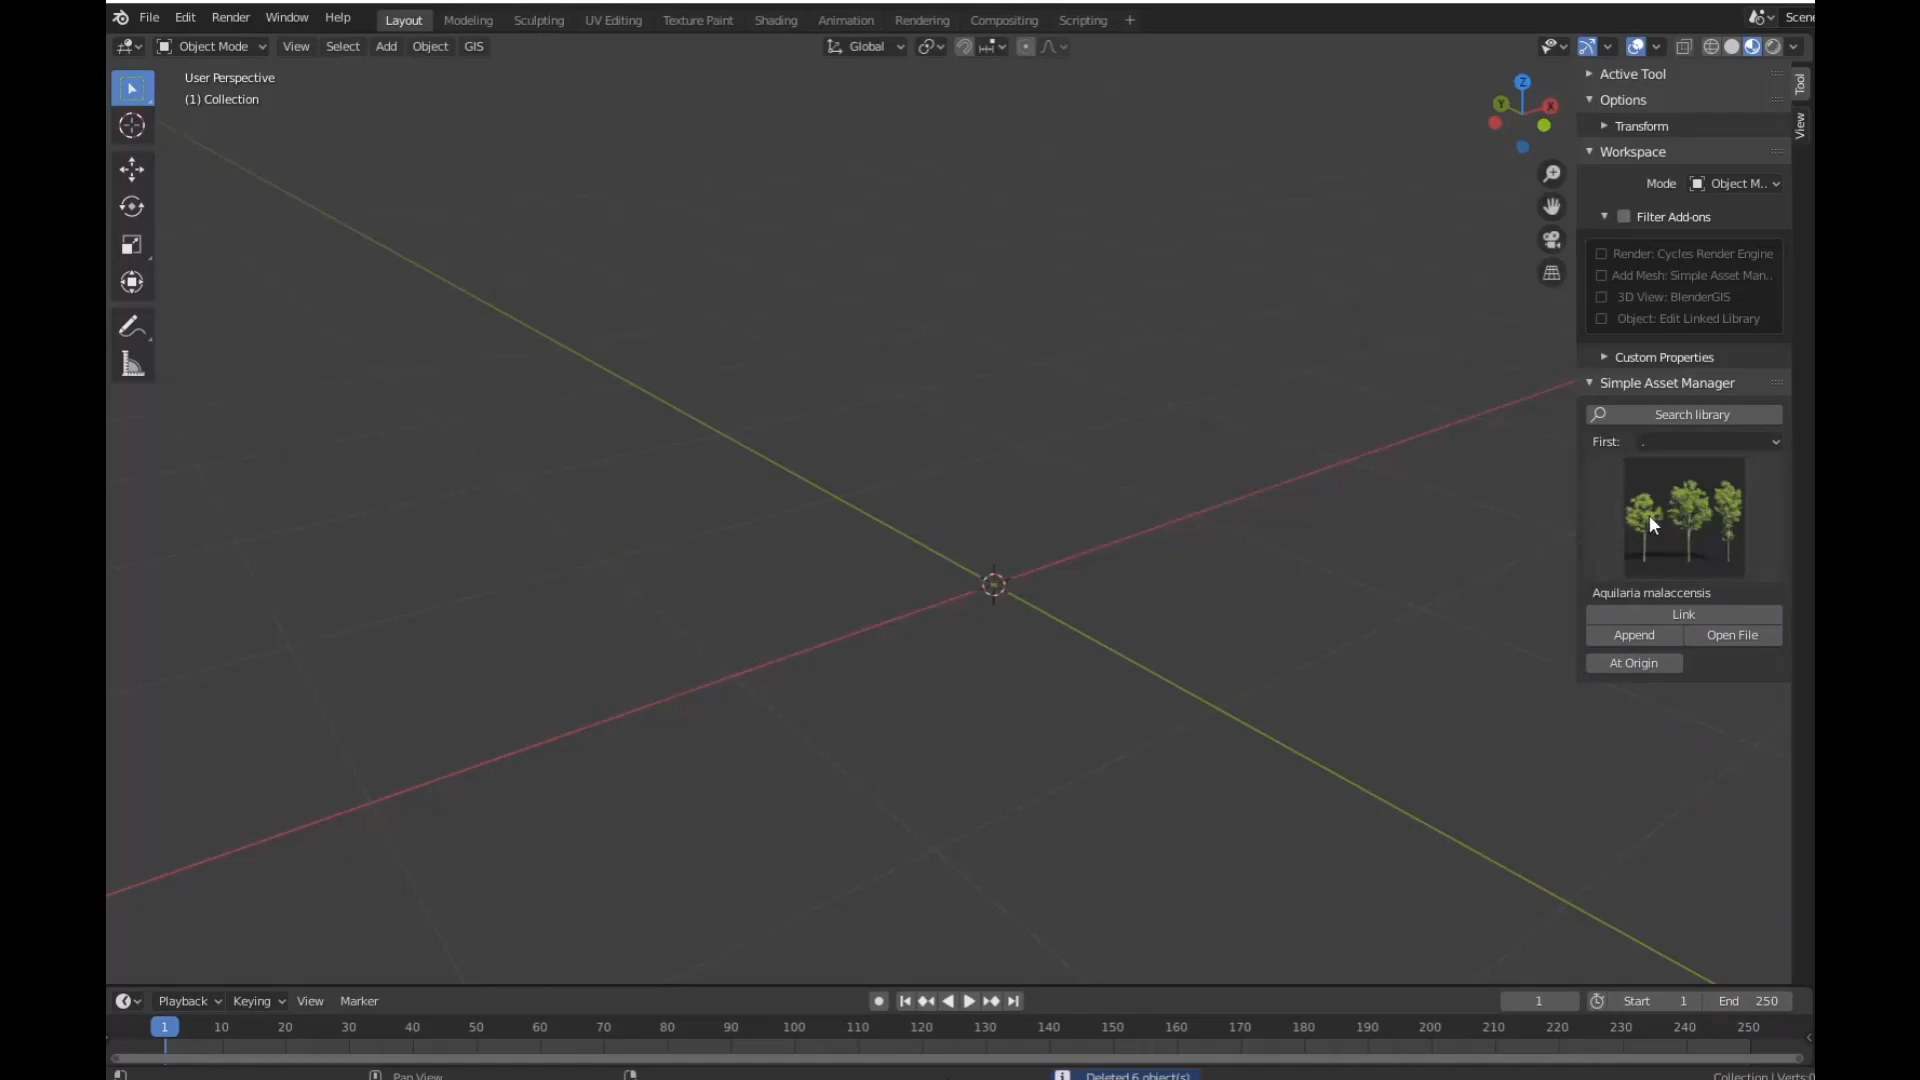 File Edit Render Window Help Layout Modeling Sculpting UV Editing Texture Paint Shading Animation Rendering Compositing Scripting + Scene
Object Mode View Select Add Object GIS Global
User Perspective
(1) Collection
Z
Y X
Active Tool
Options
Transform
Workspace
Mode Object M..
Filter Add-ons
Render: Cycles Render Engine
Add Mesh: Simple Asset Man..
3D View: BlenderGIS
Object: Edit Linked Library
Custom Properties
Simple Asset Manager
Search library
First: .
Aquilaria malaccensis
Link
Append Open File
At Origin
Tool
View
Playback Keying View Marker 1 Start 1 End 250
1 10 20 30 40 50 60 70 80 90 100 110 120 130 140 150 160 170 180 190 200 210 220 230 240 250
Pan View Deleted 6 object(s) Collection | Verts:0